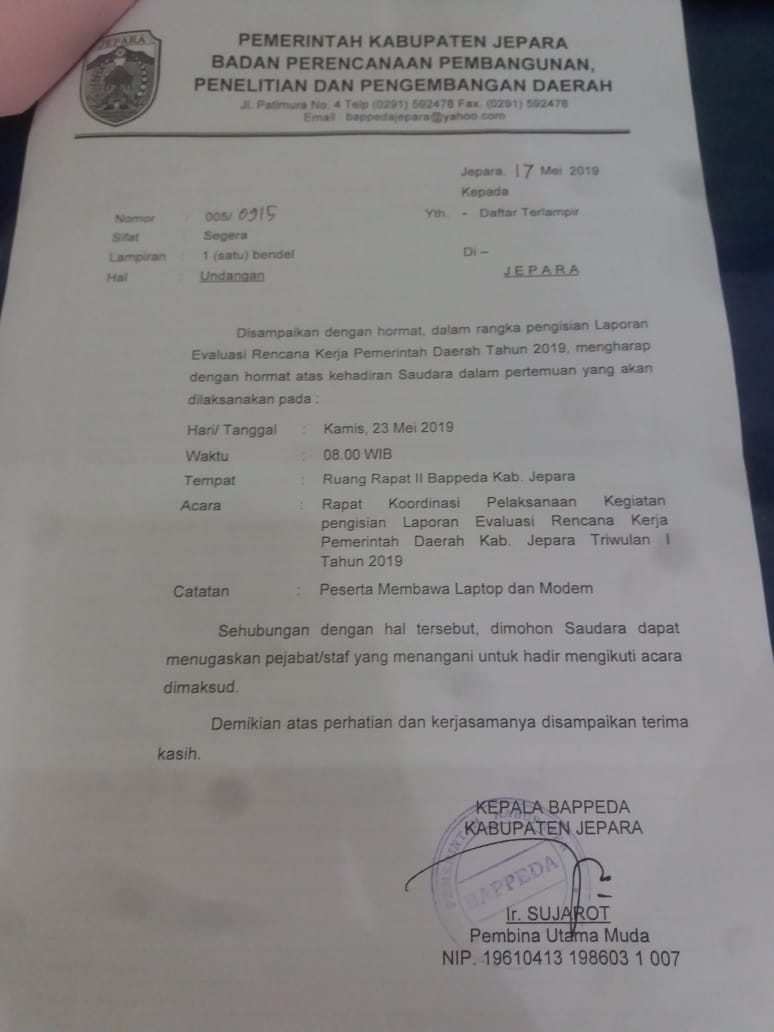 JEPARA
PEMERINTAH KABUPATEN JEPARA
BADAN PERENCANAAN PEMBANGUNAN,
PENELITIAN DAN PENGEMBANGAN DAERAH
Jl. Patimura No. 4 Telp (0291) 592478 Fax. (0291) 592478
Email : bappedajepara@yahoo.com
Jepara, 17 Mei 2019
Kepada
Nomor : 005/ 0915
Yth. - Daftar Terlampir
Sifat : Segera
Lampiran : 1 (satu) bendel
Di –
Hal : Undangan
JEPARA
Disampaikan dengan hormat, dalam rangka pengisian Laporan
Evaluasi Rencana Kerja Pemerintah Daerah Tahun 2019, mengharap
dengan hormat atas kehadiran Saudara dalam pertemuan yang akan
dilaksanakan pada :
Hari/ Tanggal : Kamis, 23 Mei 2019
Waktu : 08.00 WIB
Tempat : Ruang Rapat II Bappeda Kab. Jepara
Acara : Rapat Koordinasi Pelaksanaan Kegiatan
pengisian Laporan Evaluasi Rencana Kerja
Pemerintah Daerah Kab. Jepara Triwulan I
Tahun 2019
Catatan : Peserta Membawa Laptop dan Modem
Sehubungan dengan hal tersebut, dimohon Saudara dapat
menugaskan pejabat/staf yang menangani untuk hadir mengikuti acara
dimaksud.
Demikian atas perhatian dan kerjasamanya disampaikan terima
kasih.
KEPALA BAPPEDA
KABUPATEN JEPARA
BAPPEDA
Ir. SUJAROT
Pembina Utama Muda
NIP. 19610413 198603 1 007